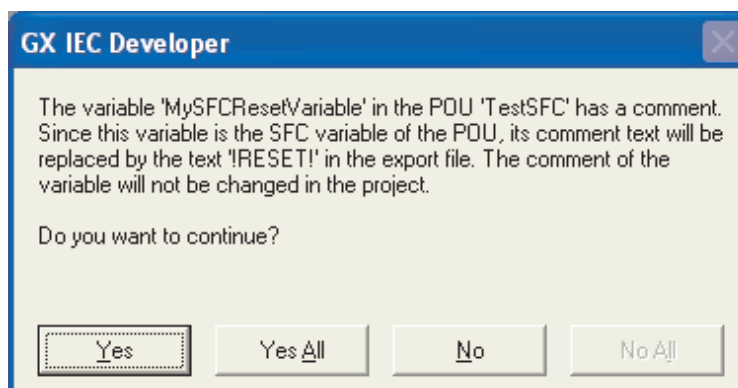 GX IEC Developer
The variable 'MySFCResetVariable' in the POU 'TestSFC' has a comment.
Since this variable is the SFC variable of the POU, its comment text will be
replaced by the text '!RESET!' in the export file. The comment of the
variable will not be changed in the project.
Do you want to continue?
Yes
Yes All
No
No All